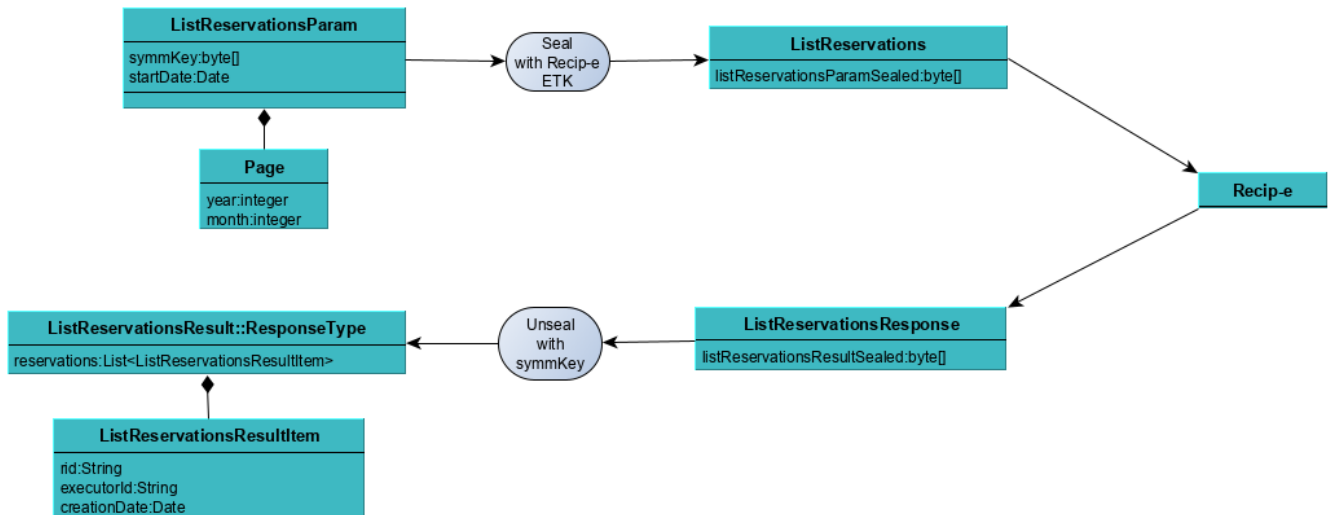 ListReservationsParam
symmKey:byte[]
startDate:Date
Seal
with Recip-e
ETK
ListReservations
listReservationsParamSealed:byte[]
Page
year:integer
month:integer
Recip-e
ListReservationsResult::ResponseType
reservations:List<ListReservationsResultItem>
Unseal
with
symmKey
ListReservationsResponse
listReservationsResultSealed:byte[]
ListReservationsResultItem
rid:String
executorId:String
creationDate:Date